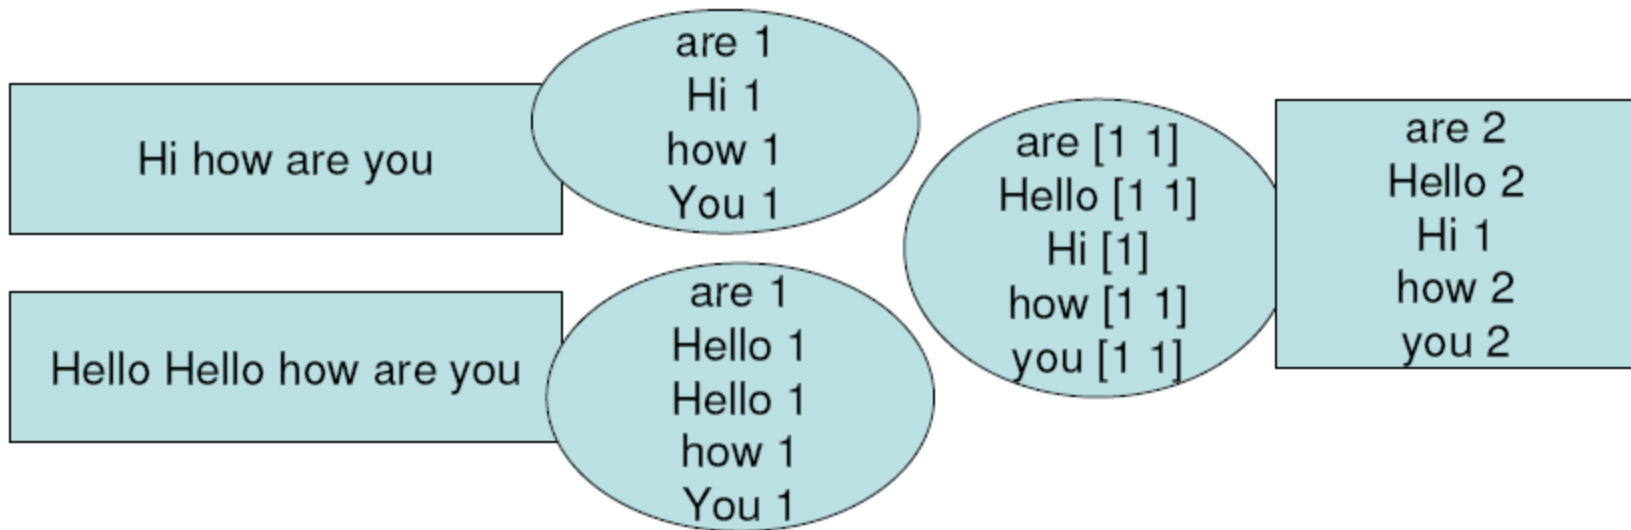 Hi how are you
are 1
Hi 1
how 1
You 1
Hello Hello how are you
are 1
Hello 1
Hello 1
how 1
You 1
are [1 1]
Hello [1 1]
Hi [1]
how [1 1]
you [1 1]
are 2
Hello 2
Hi 1
how 2
you 2